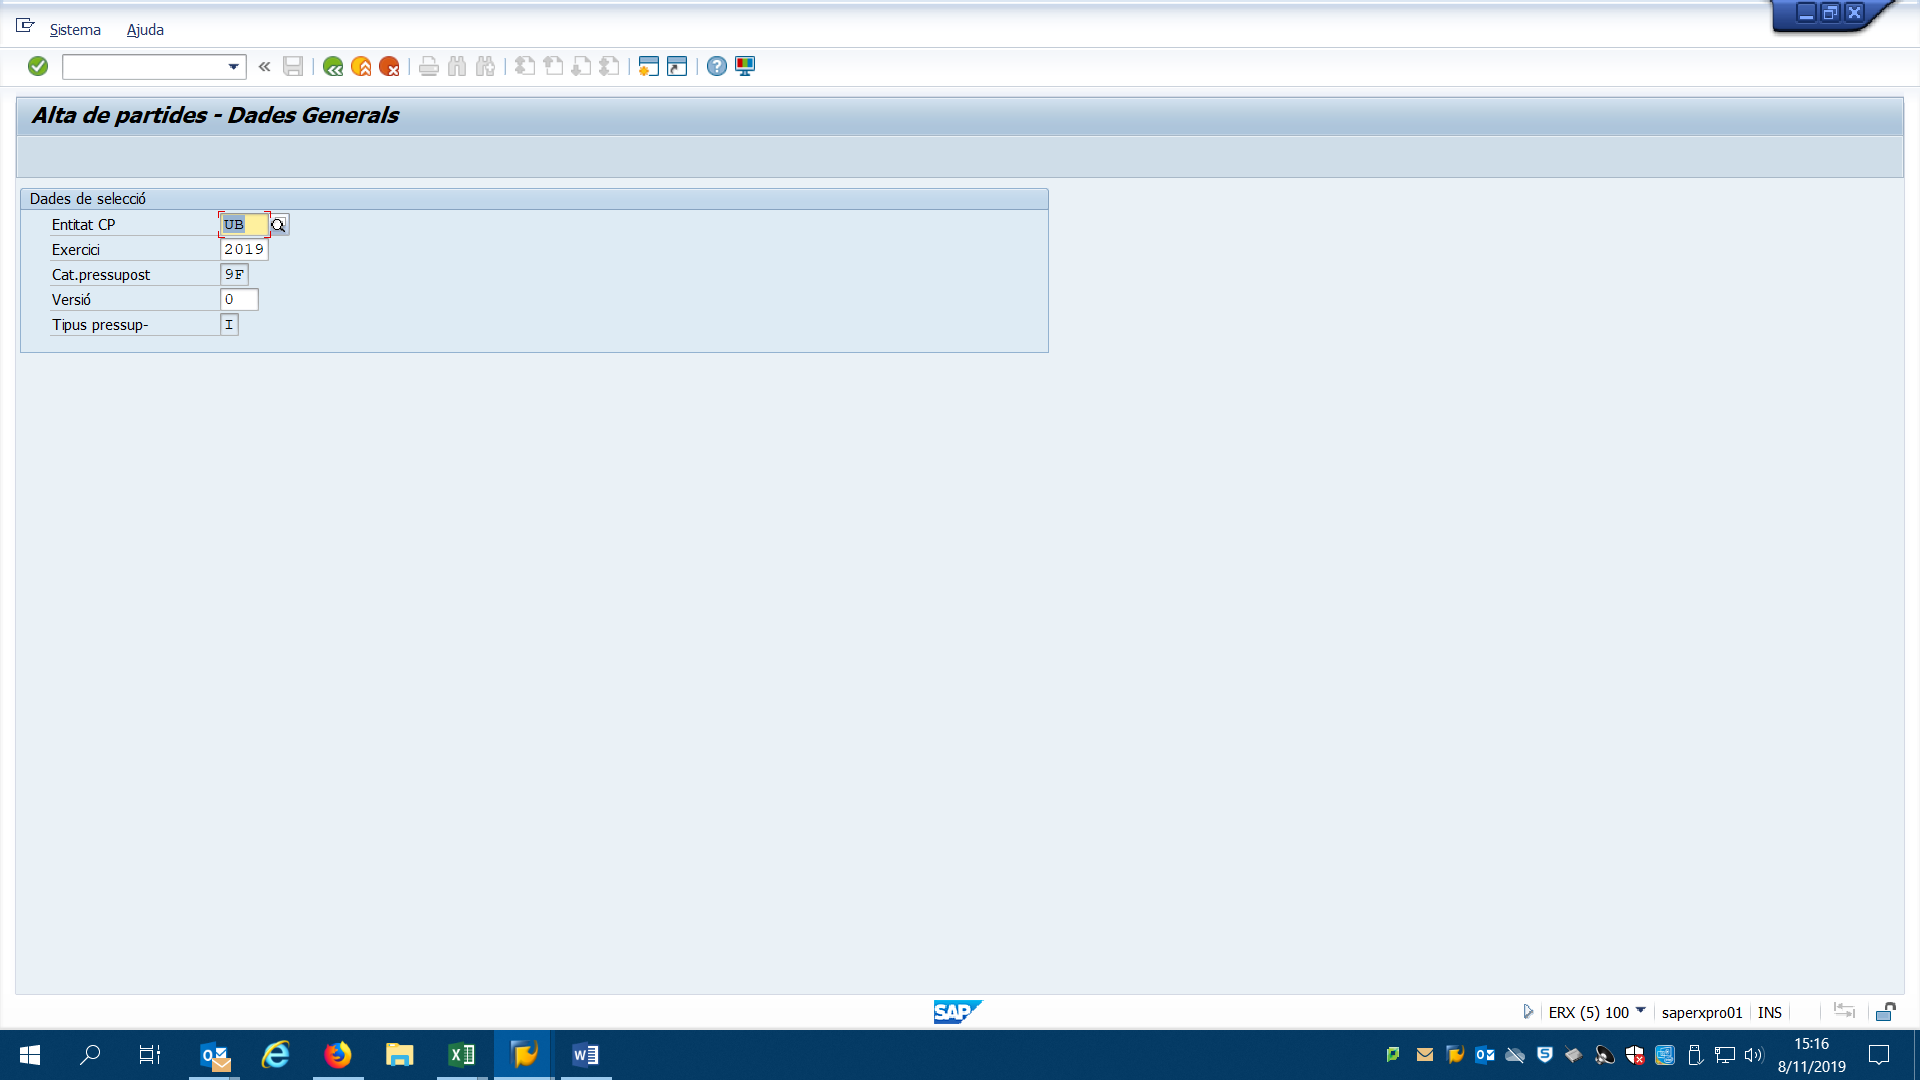 Sistema Ajuda
Alta de partides - Dades Generals
Dades de selecció
Entitat CP UB
Exercici 2019
Cat.pressupost 9F
Versió 0
Tipus pressup- I
SAP
ERX (5) 100 saperxpro01 INS
15:16
8/11/2019